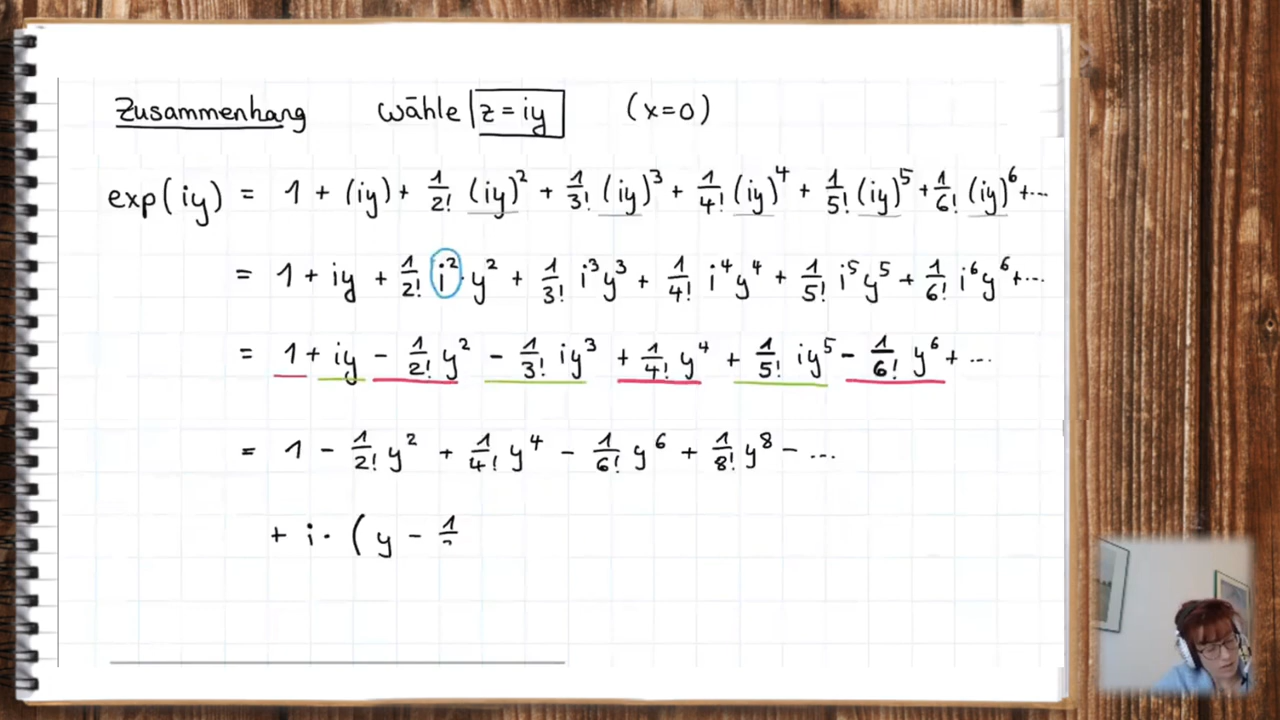 Zusammenhang wähle z = iy (x=0)
exp(iy) = 1 + (iy) + 1/2! (iy)² + 1/3! (iy)³ + 1/4! (iy)⁴ + 1/5! (iy)⁵ + 1/6! (iy)⁶ + ...
= 1 + iy + 1/2! i² · y² + 1/3! i³y³ + 1/4! i⁴y⁴ + 1/5! i⁵y⁵ + 1/6! i⁶y⁶ + ...
= 1 + iy - 1/2! y² - 1/3! iy³ + 1/4! y⁴ + 1/5! iy⁵ - 1/6! y⁶ + ...
= 1 - 1/2! y² + 1/4! y⁴ - 1/6! y⁶ + 1/8! y⁸ - ...
+ i · ( y - 1/